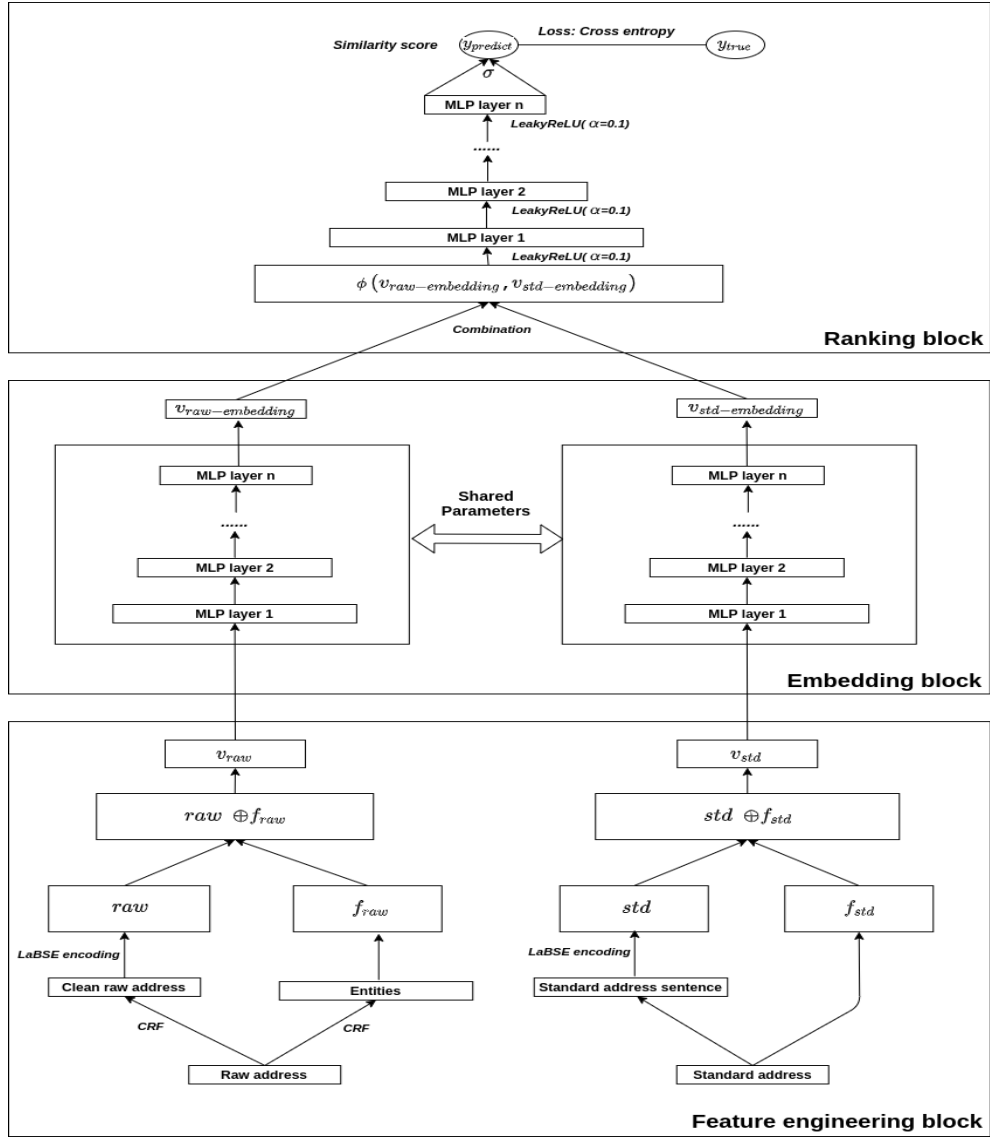 Similarity score
y_predict
Loss: Cross entropy
y_true
σ
MLP layer n
LeakyReLU( α=0.1)
......
MLP layer 2
LeakyReLU( α=0.1)
MLP layer 1
LeakyReLU( α=0.1)
ϕ (v_raw−embedding , v_std−embedding)
Combination
Ranking block
v_raw−embedding
v_std−embedding
MLP layer n
MLP layer n
Shared
Parameters
......
......
MLP layer 2
MLP layer 2
MLP layer 1
MLP layer 1
Embedding block
v_raw
v_std
raw ⊕f_raw
std ⊕f_std
raw
f_raw
std
f_std
LaBSE encoding
LaBSE encoding
Clean raw address
Entities
Standard address sentence
CRF
CRF
Raw address
Standard address
Feature engineering block